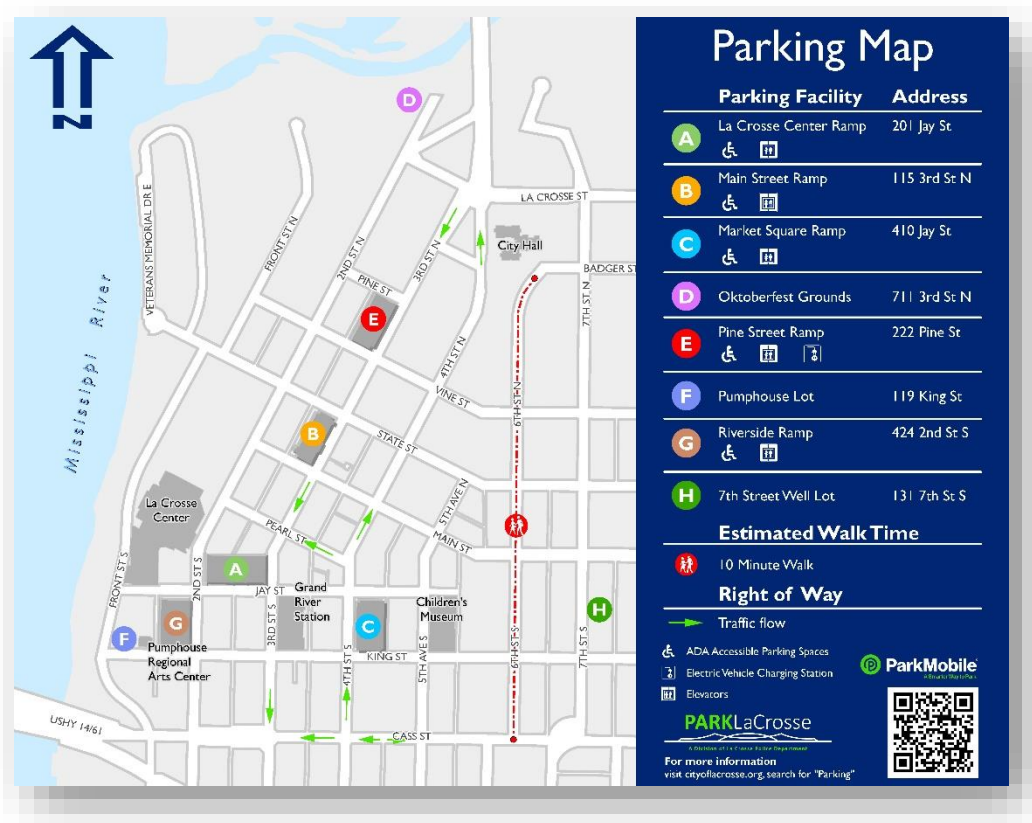 N
Mississippi River
VETERANS MEMORIAL DR E
FRONT ST N
2ND ST N
3RD ST N
LA CROSSE ST
City Hall
BADGER ST
7TH ST N
D
PINE ST
E
4TH ST N
VINE ST
6TH ST N
B
STATE ST
5TH AVE N
La Crosse
Center
PEARL ST
MAIN ST
FRONT ST S
2ND ST S
A
JAY ST
Grand
River
Station
3RD ST S
Children's
Museum
C
H
G
F
Pumphouse
Regional
Arts Center
4TH ST S
KING ST
5TH AVE S
6TH ST S
7TH ST S
USHY 14/61
CASS ST
Parking Map
Parking Facility Address
A La Crosse Center Ramp 201 Jay St
B Main Street Ramp 115 3rd St N
C Market Square Ramp 410 Jay St
D Oktoberfest Grounds 711 3rd St N
E Pine Street Ramp 222 Pine St
F Pumphouse Lot 119 King St
G Riverside Ramp 424 2nd St S
H 7th Street Well Lot 131 7th St S
Estimated Walk Time
10 Minute Walk
Right of Way
Traffic flow
ADA Accessible Parking Spaces
Electric Vehicle Charging Station
Elevators
ParkMobile
PARKLaCrosse
A Division of La Crosse Police Department
For more information
visit cityoflacrosse.org, search for "Parking"